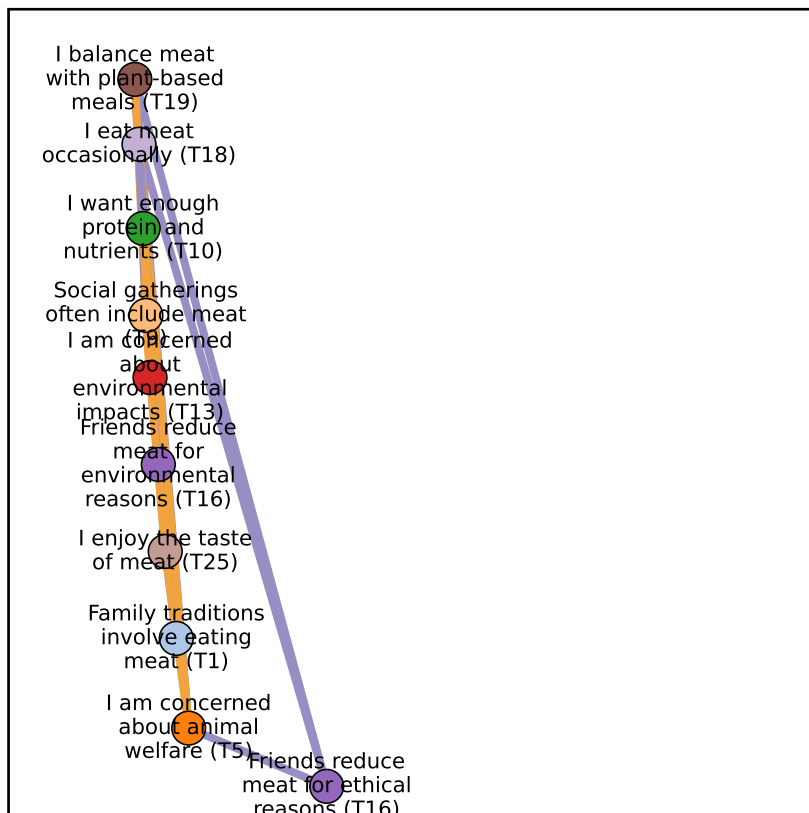 I balance meat
with plant-based
meals (T19)
I eat meat
occasionally (T18)
I want enough
protein and
nutrients (T10)
Social gatherings
often include meat
(T9)
I am concerned
about
environmental
impacts (T13)
Friends reduce
meat for
environmental
reasons (T16)
I enjoy the taste
of meat (T25)
Family traditions
involve eating
meat (T1)
I am concerned
about animal
welfare (T5)
Friends reduce
meat for ethical
reasons (T16)